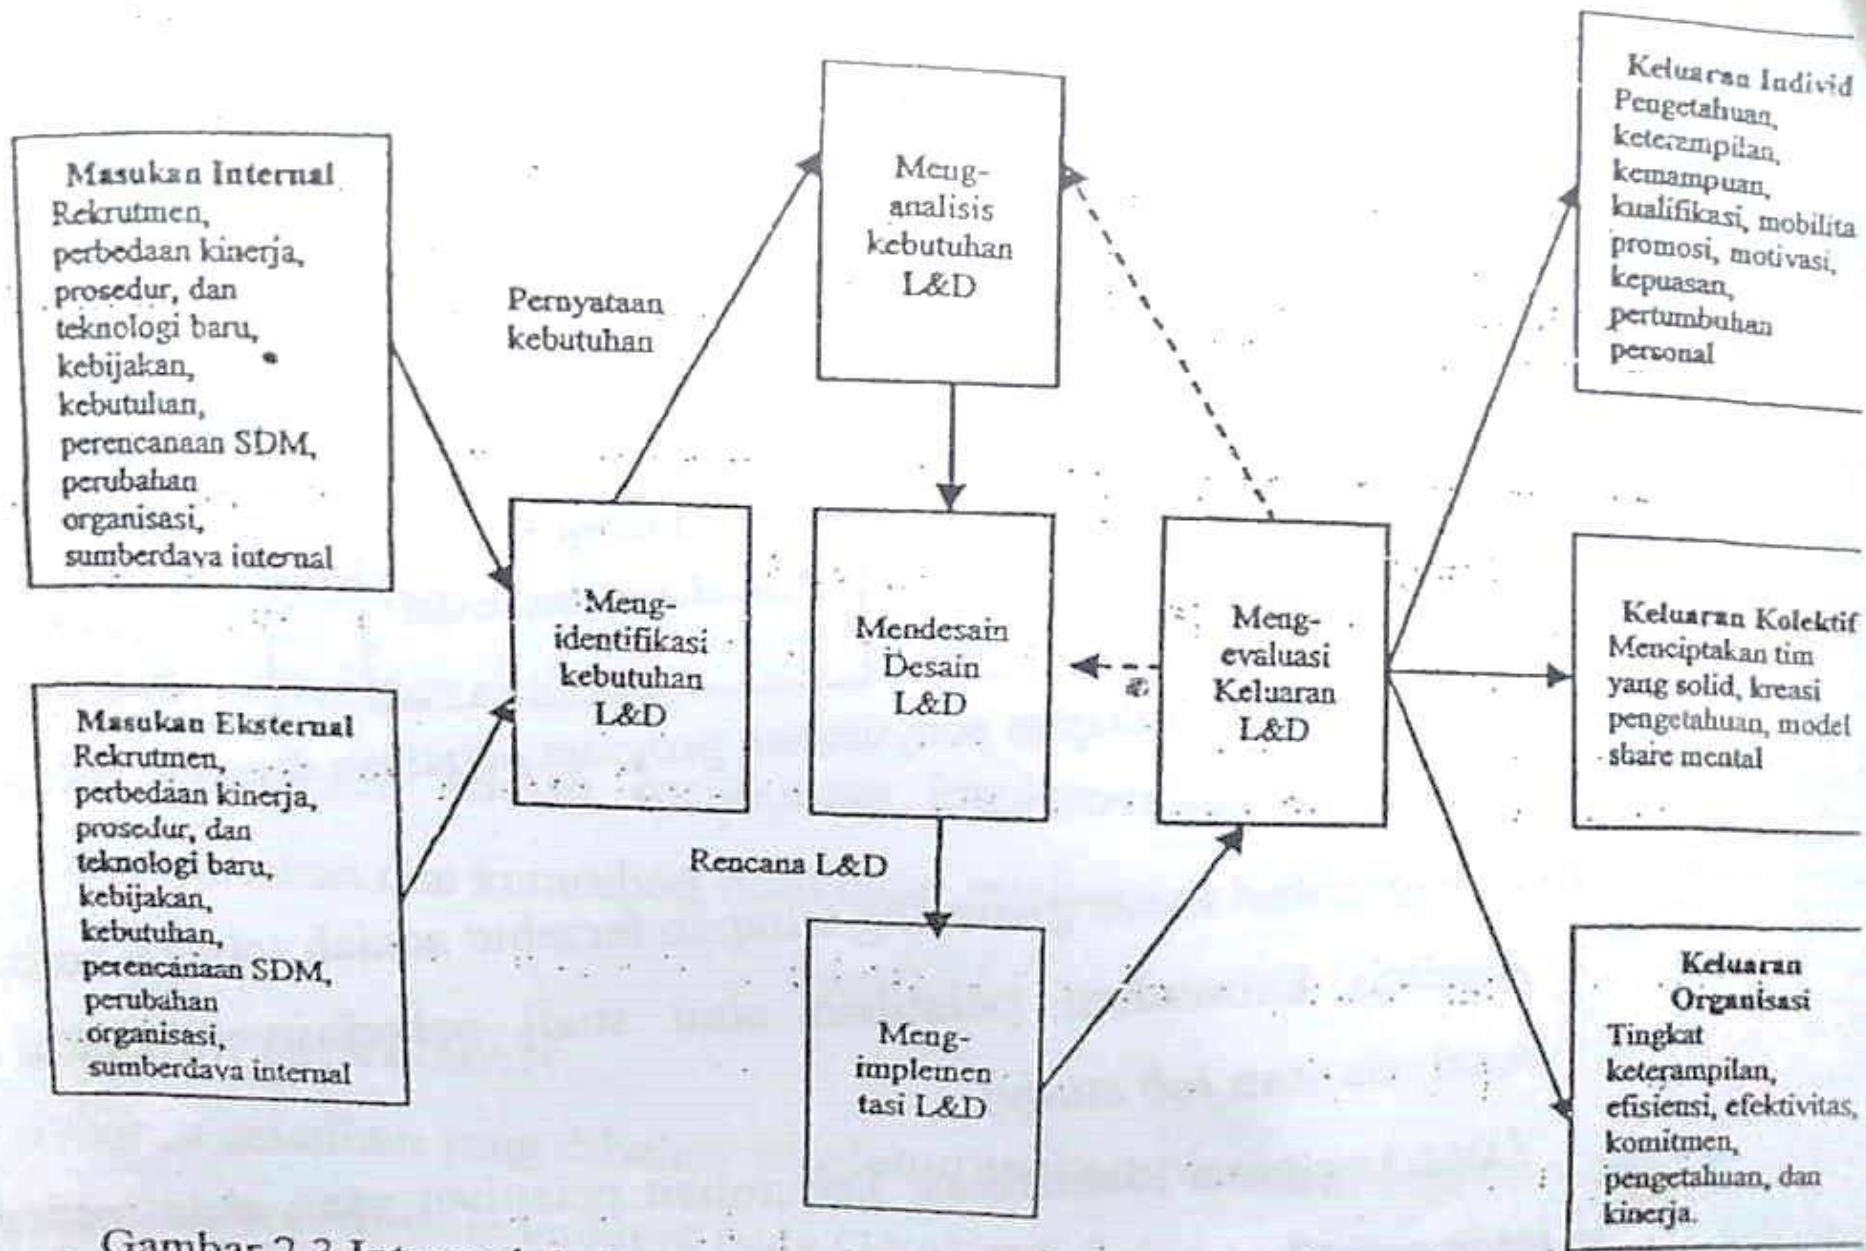 Masukan Internal
Rekrutmen,
perbedaan kinerja,
prosedur, dan
teknologi baru,
kebijakan,
kebutuhan,
perencanaan SDM,
perubahan
organisasi,
sumberdaya internal
Masukan Eksternal
Rekrutmen,
perbedaan kinerja,
prosedur, dan
teknologi baru,
kebijakan,
kebutuhan,
perencanaan SDM,
perubahan
organisasi,
sumberdaya internal
Meng-
identifikasi
kebutuhan
L&D
Pernyataan
kebutuhan
Meng-
analisis
kebutuhan
L&D
Mendesain
Desain
L&D
Rencana L&D
Meng-
implemen
tasi L&D
Meng-
evaluasi
Keluaran
L&D
Keluaran Individ
Pengetahuan,
keterampilan,
kemampuan,
kualifikasi, mobilita
promosi, motivasi,
kepuasan,
pertumbuhan
personal
Keluaran Kolektif
Menciptakan tim
yang solid, kreasi
pengetahuan, model
share mental
Keluaran
Organisasi
Tingkat
keterampilan,
efisiensi, efektivitas,
komitmen,
pengetahuan, dan
kinerja.
Gambar 2.3